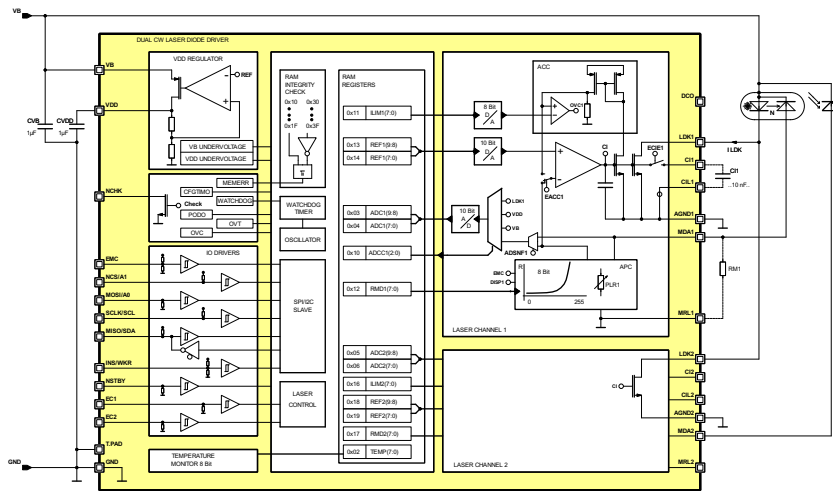 VB
DUAL CW LASER DIODE DRIVER
VB
VDD REGULATOR
REF
VDD
CVB
1µF
CVDD
1µF
VB UNDERVOLTAGE
VDD UNDERVOLTAGE
NCHK
Check
MEMERR
CFGTIMO
WATCHDOG
PODO
OVT
OVC
IO DRIVERS
EMC
NCS/A1
MOSI/A0
SCLK/SCL
MISO/SDA
INS/WKR
NSTBY
EC1
EC2
T.PAD
GND
GND
TEMPERATURE
MONITOR 8 Bit
RAM
INTEGRITY
CHECK
0x10
0x30
0x1F
0x3F
=1
WATCHDOG
TIMER
OSCILLATOR
SPI/I2C
SLAVE
LASER
CONTROL
RAM
REGISTERS
0x11 ILIM1(7:0)
0x13 REF1(9:8)
0x14 REF1(7:0)
0x03 ADC1(9:8)
0x04 ADC1(7:0)
0x10 ADCC1(2:0)
0x12 RMD1(7:0)
0x05 ADC2(9:8)
0x06 ADC2(7:0)
0x16 ILIM2(7:0)
0x18 REF2(9:8)
0x19 REF2(7:0)
0x17 RMD2(7:0)
0x02 TEMP(7:0)
8 Bit
D
A
10 Bit
D
A
10 Bit
A
D
ACC
OVC1
CI
ECIE1
EACC1
LDK1
VDD
VB
ADSNF1
APC
8 Bit
EMC
DISP1
0
255
PLR1
LASER CHANNEL 1
LASER CHANNEL 2
CI
DCO
LDK1
I LDK
CI1
CI1
..10 nF..
CIL1
AGND1
MDA1
RM1
MRL1
LDK2
CI2
CIL2
AGND2
MDA2
MRL2
N